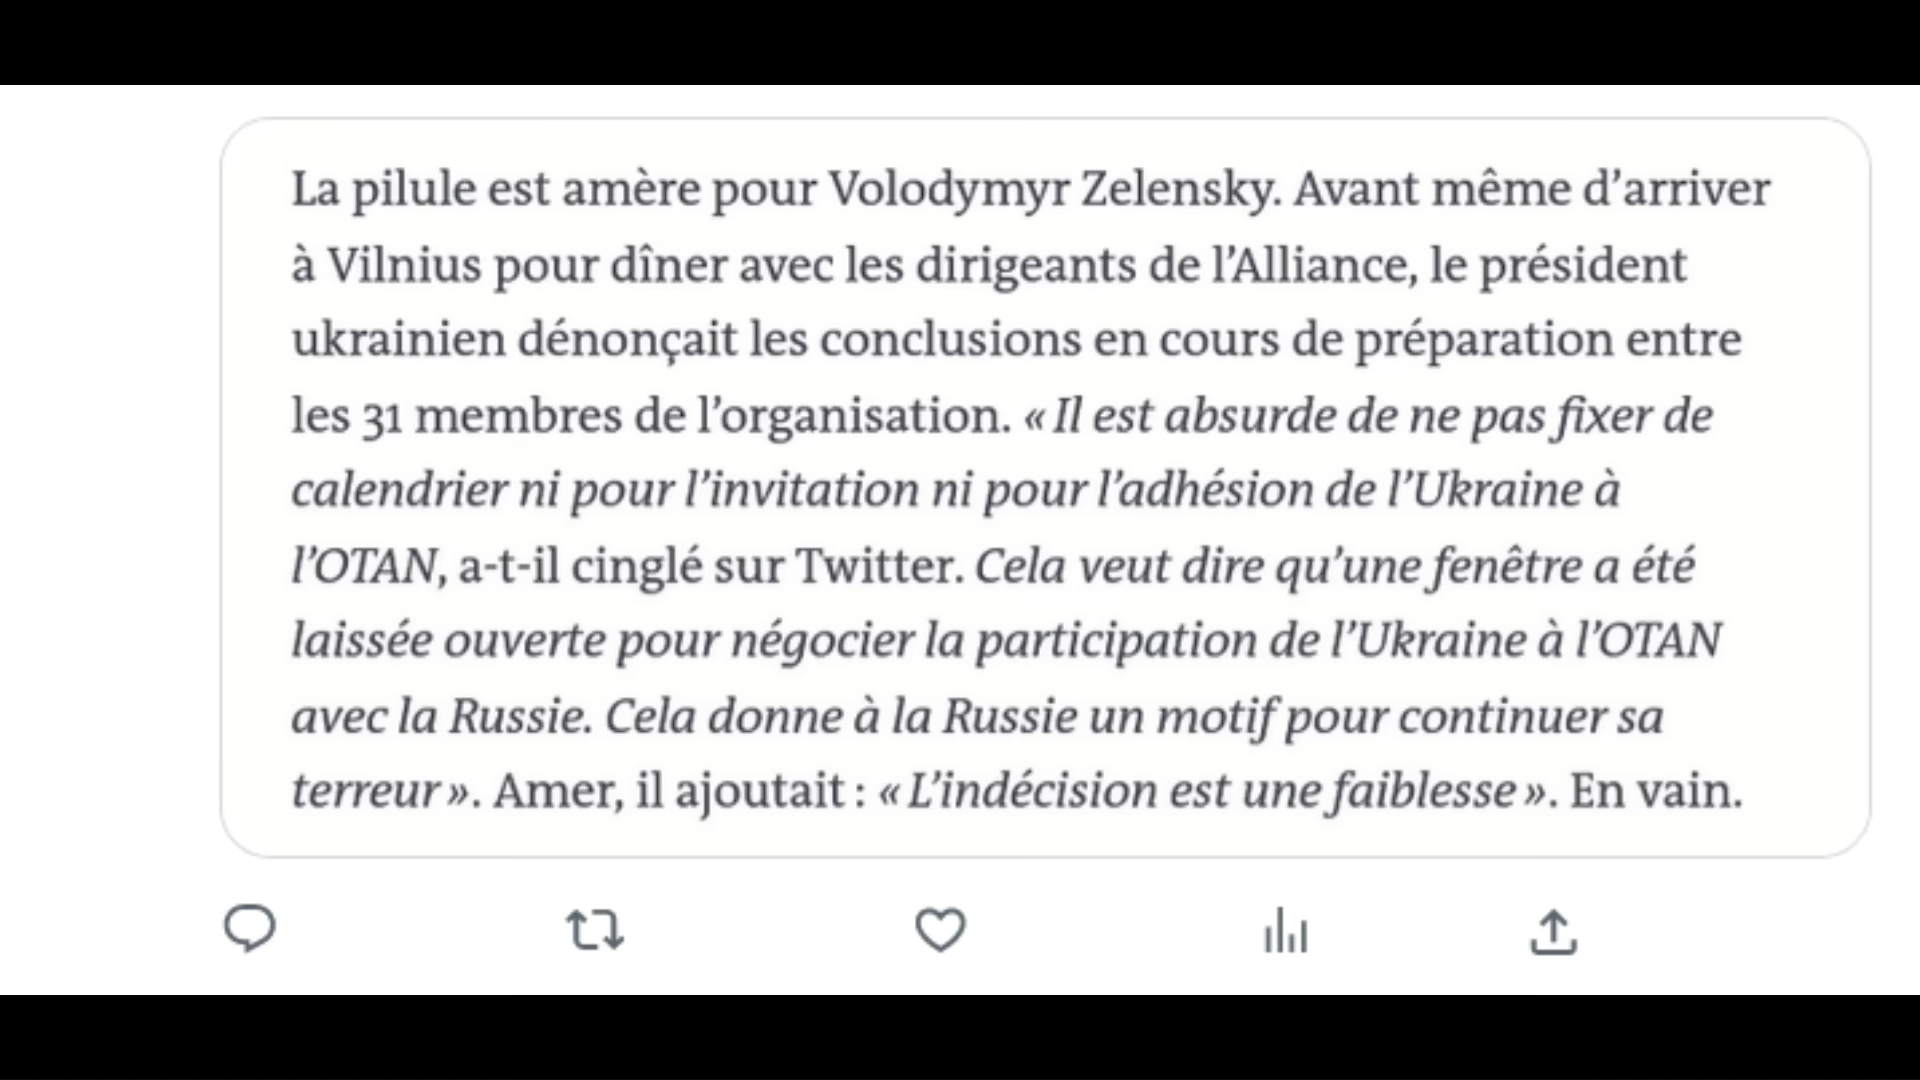 La pilule est amère pour Volodymyr Zelensky. Avant même d’arriver
à Vilnius pour dîner avec les dirigeants de l’Alliance, le président
ukrainien dénonçait les conclusions en cours de préparation entre
les 31 membres de l’organisation. « Il est absurde de ne pas fixer de
calendrier ni pour l’invitation ni pour l’adhésion de l’Ukraine à
l’OTAN, a-t-il cinglé sur Twitter. Cela veut dire qu’une fenêtre a été
laissée ouverte pour négocier la participation de l’Ukraine à l’OTAN
avec la Russie. Cela donne à la Russie un motif pour continuer sa
terreur ». Amer, il ajoutait : « L’indécision est une faiblesse ». En vain.